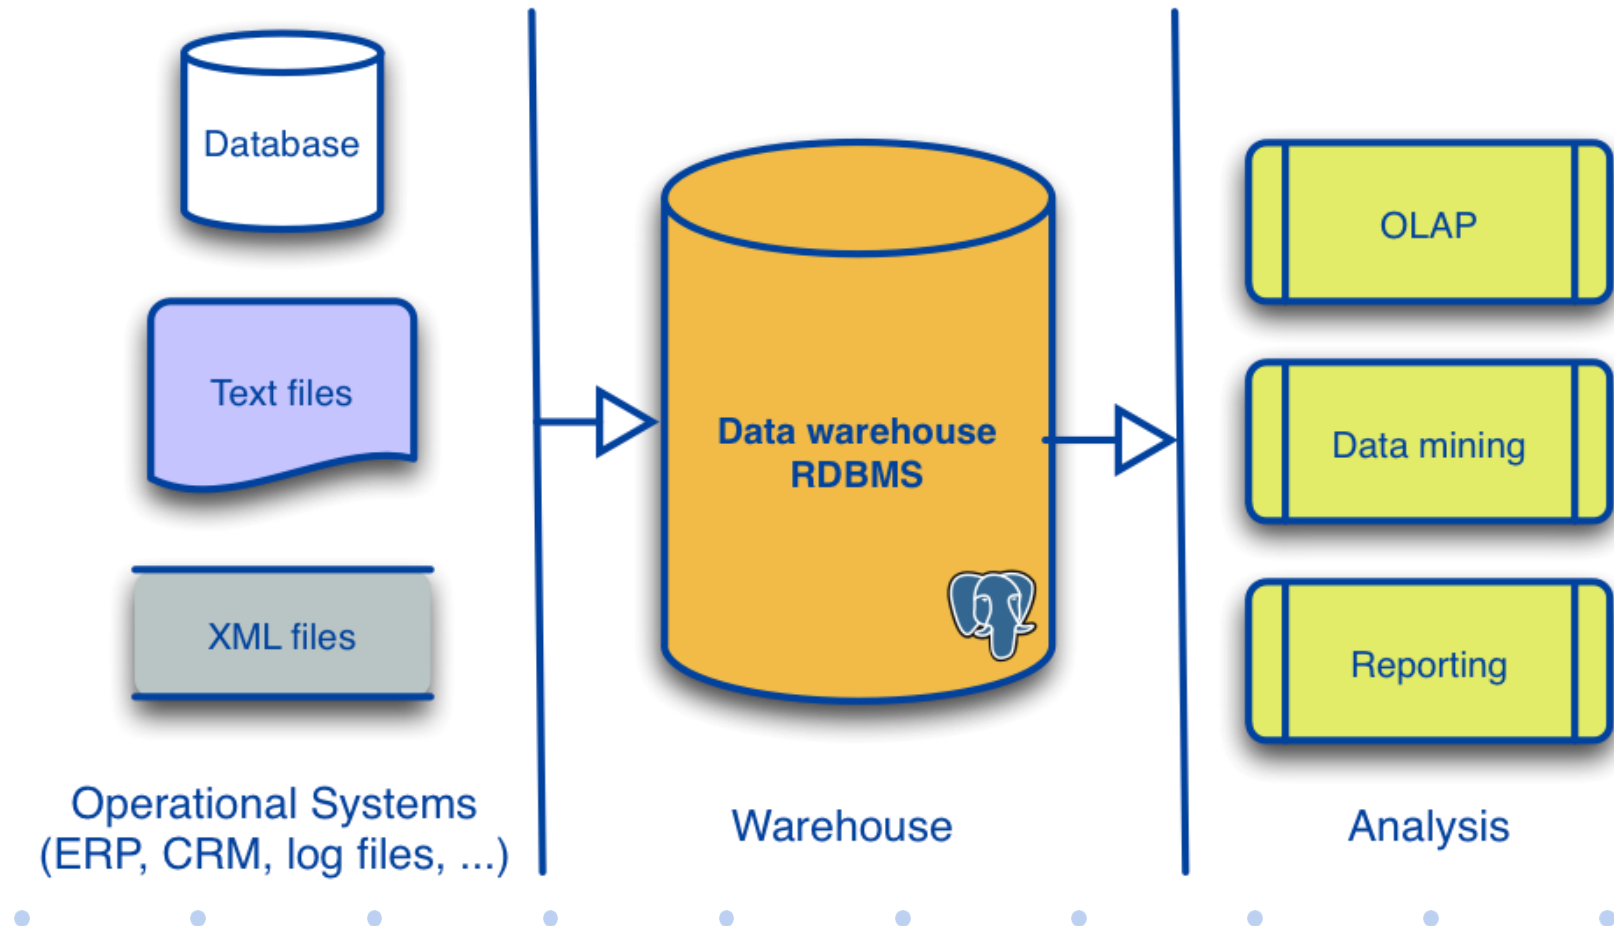 Database
Text files
XML files
Operational Systems
(ERP, CRM, log files, ...)
Data warehouse
RDBMS
Warehouse
OLAP
Data mining
Reporting
Analysis